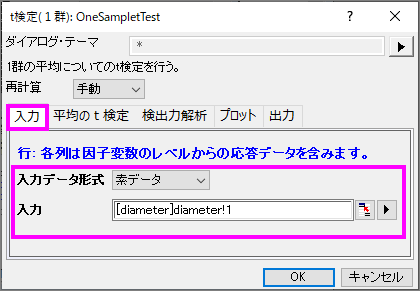 t検定(1群): OneSampletTest
ダイアログ・テーマ *
1群の平均についてのt検定を行う。
再計算 手動
入力 平均のt検定 検出力解析 プロット 出力
行: 各列は因子変数のレベルからの応答データを含みます。
入力データ形式 素データ
入力 [diameter]diameter!1
OK キャンセル